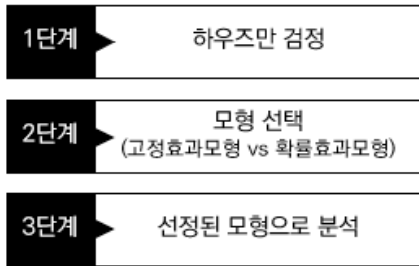 1단계
하우즈만 검정
2단계
모형 선택
(고정효과모형 vs 확률효과모형)
3단계
선정된 모형으로 분석